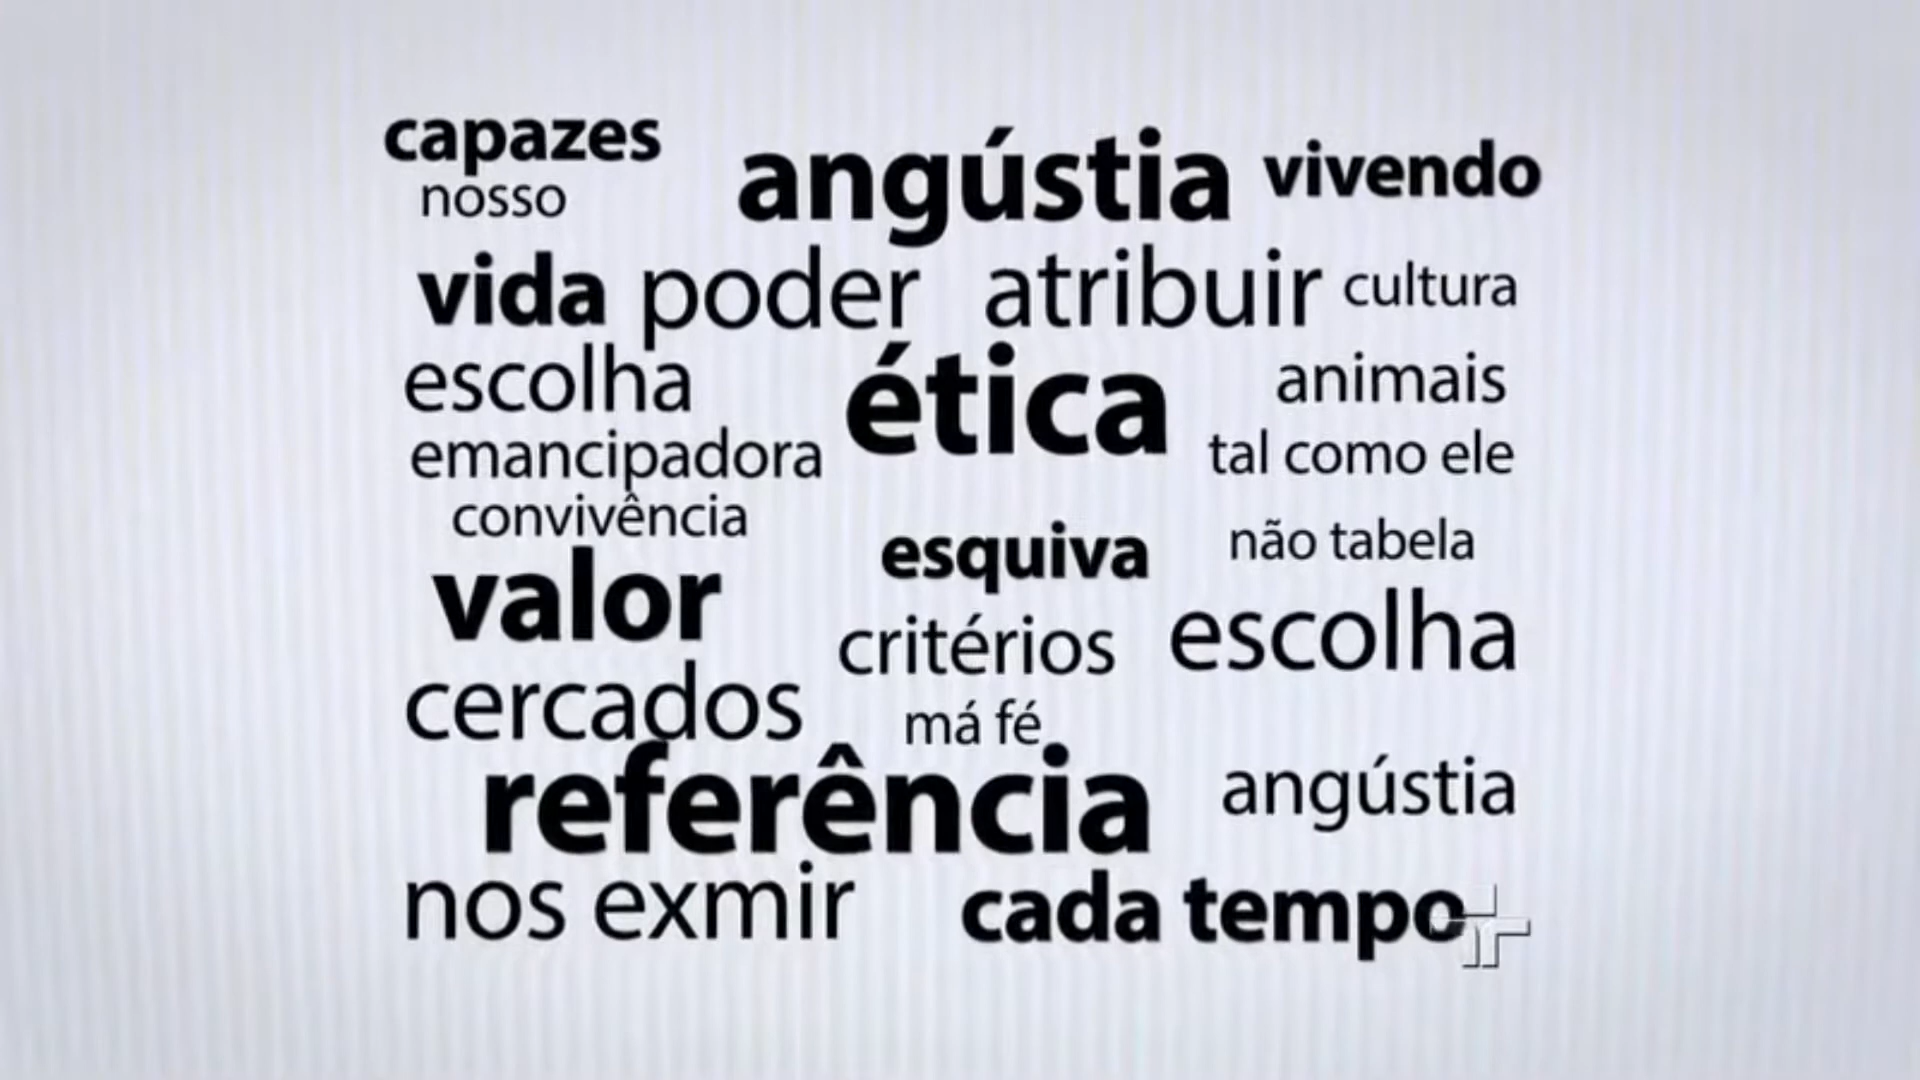 capazes
nosso
angústia
vivendo
vida poder atribuir cultura
escolha
ética
animais
emancipadora
tal como ele
convivência
esquiva
não tabela
valor
critérios
escolha
cercados
má fé
referência
angústia
nos exmir
cada tempo